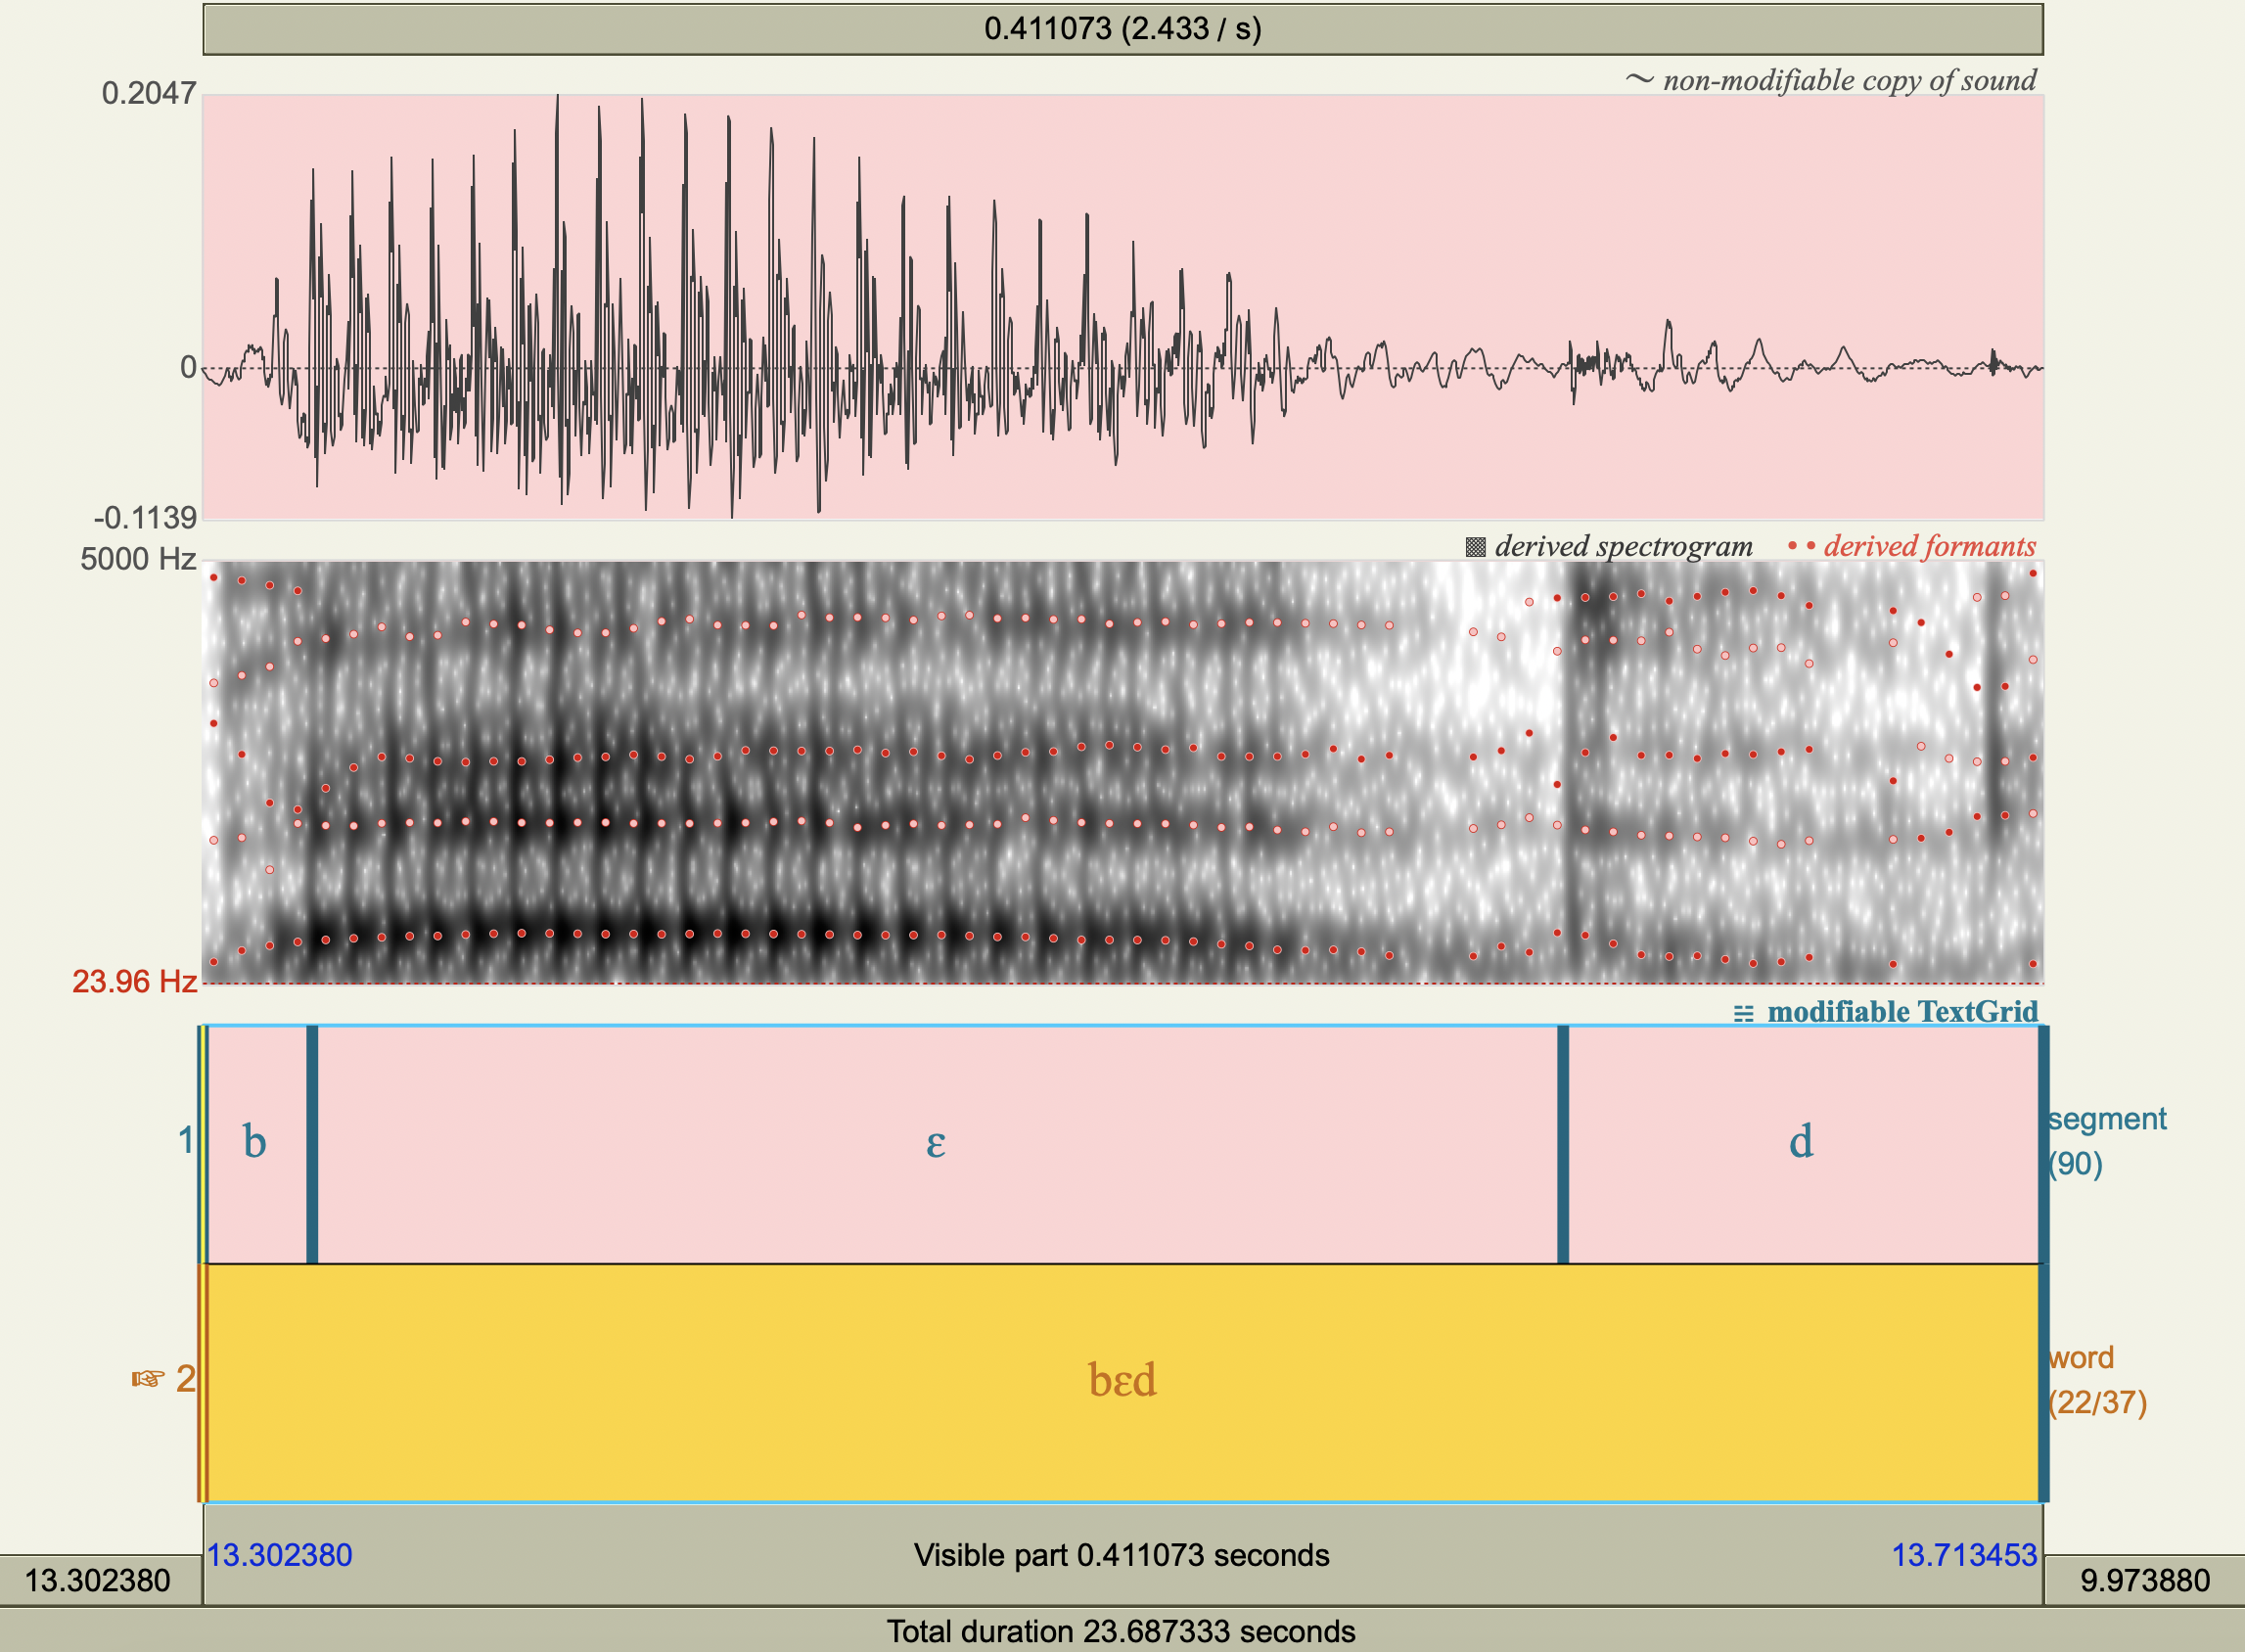 0.411073 (2.433 / s)
0.2047
～ non-modifiable copy of sound
0
-0.1139
5000 Hz
derived spectrogram
derived formants
23.96 Hz
modifiable TextGrid
1
b
ɛ
d
segment
(90)
2
bɛd
word
(22/37)
13.302380
Visible part 0.411073 seconds
13.713453
13.302380
9.973880
Total duration 23.687333 seconds